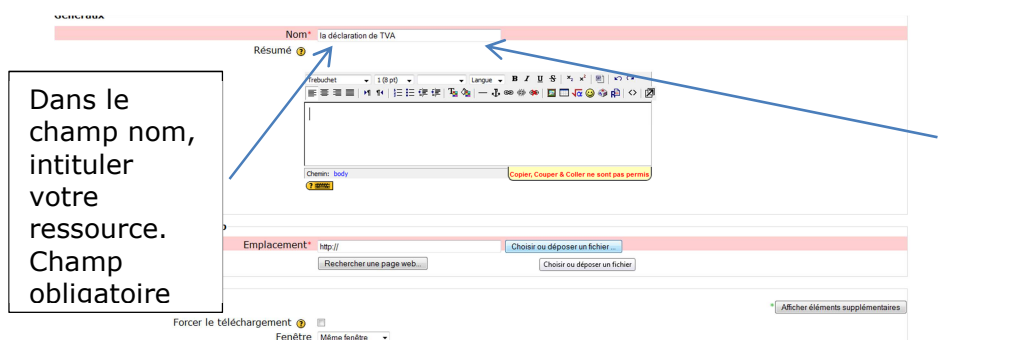 Généraux
Nom* la déclaration de TVA
Résumé
Trebuchet 1 (8 pt) Langue B I U S x₂ x²
Dans le
champ nom,
intituler
votre
ressource.
Champ
obligatoire
Chemin: body
Copier, Couper & Coller ne sont pas permis
Emplacement* http:// Choisir ou déposer un fichier ...
Rechercher une page web... Choisir ou déposer un fichier
* Afficher éléments supplémentaires
Forcer le téléchargement
Fenêtre Même fenêtre